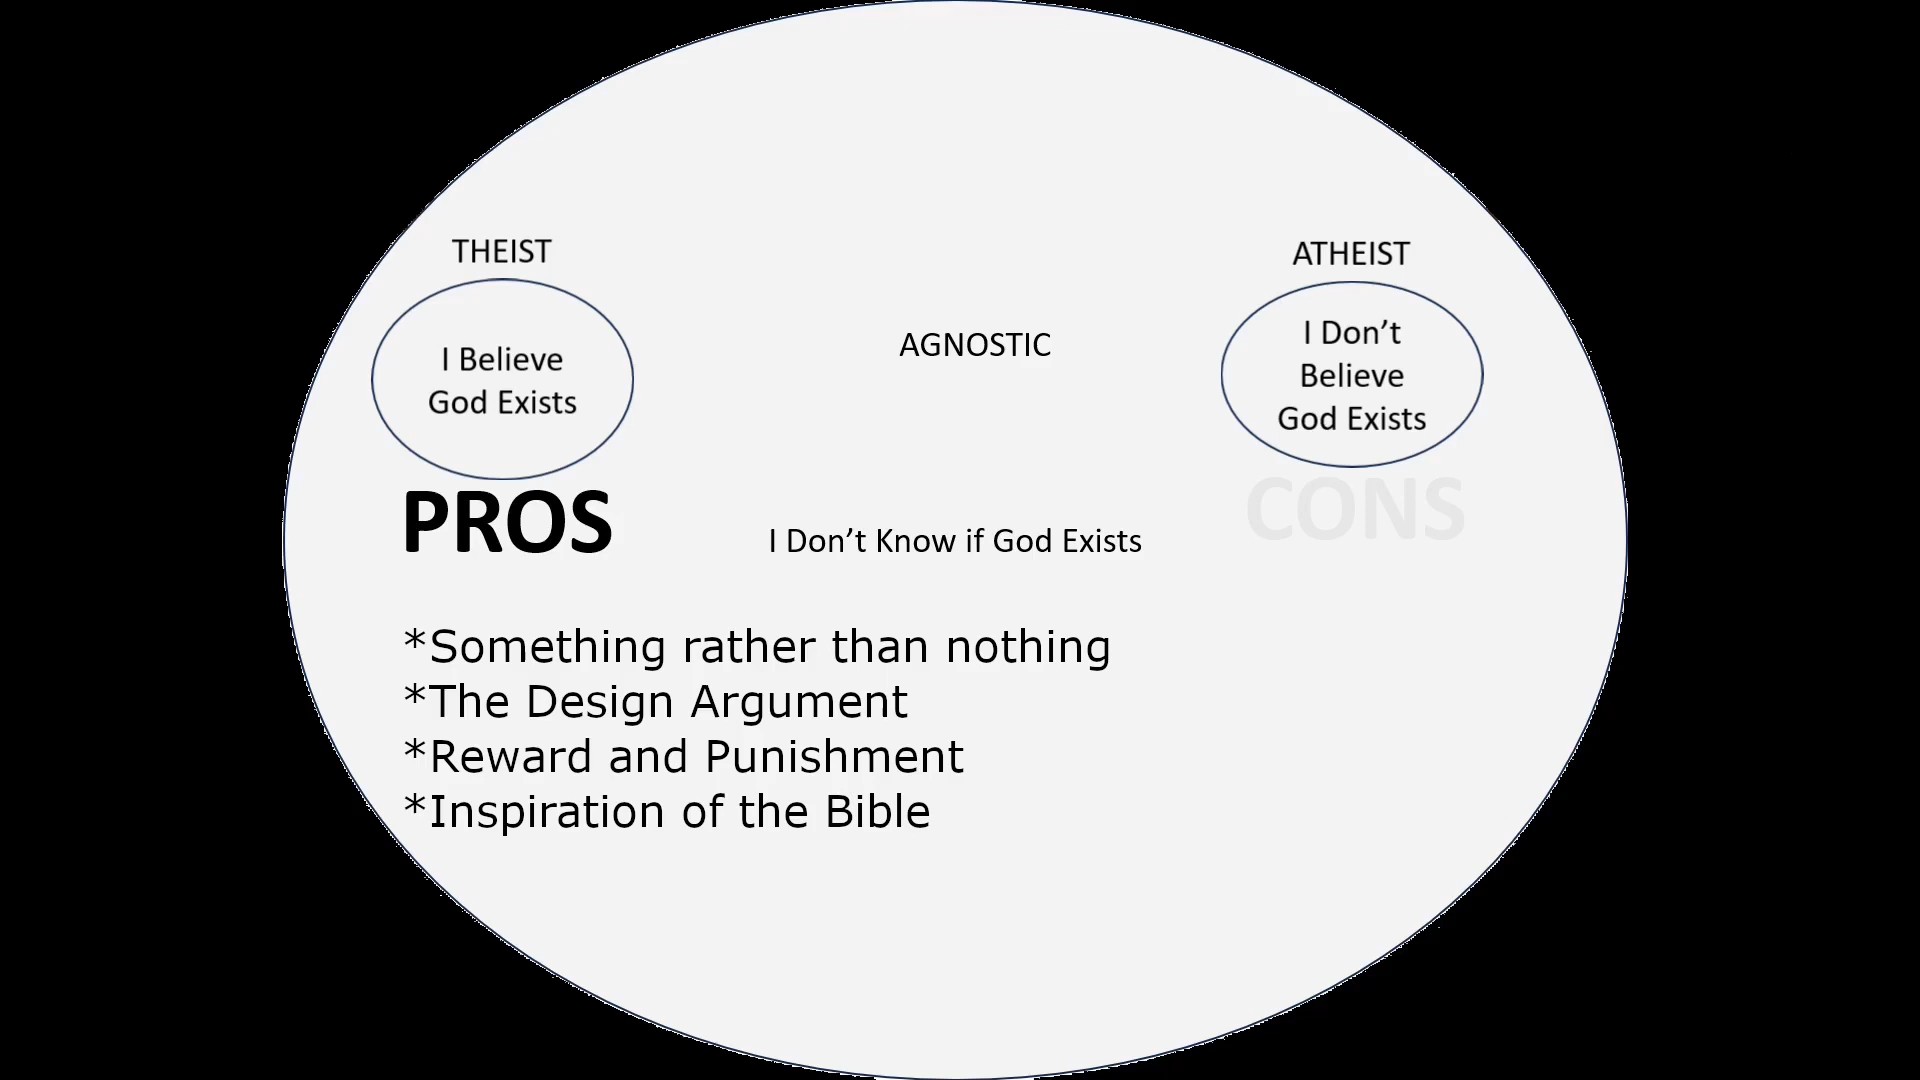 THEIST
I Believe
God Exists
AGNOSTIC
ATHEIST
I Don’t
Believe
God Exists
PROS
I Don’t Know if God Exists
CONS
*Something rather than nothing
*The Design Argument
*Reward and Punishment
*Inspiration of the Bible